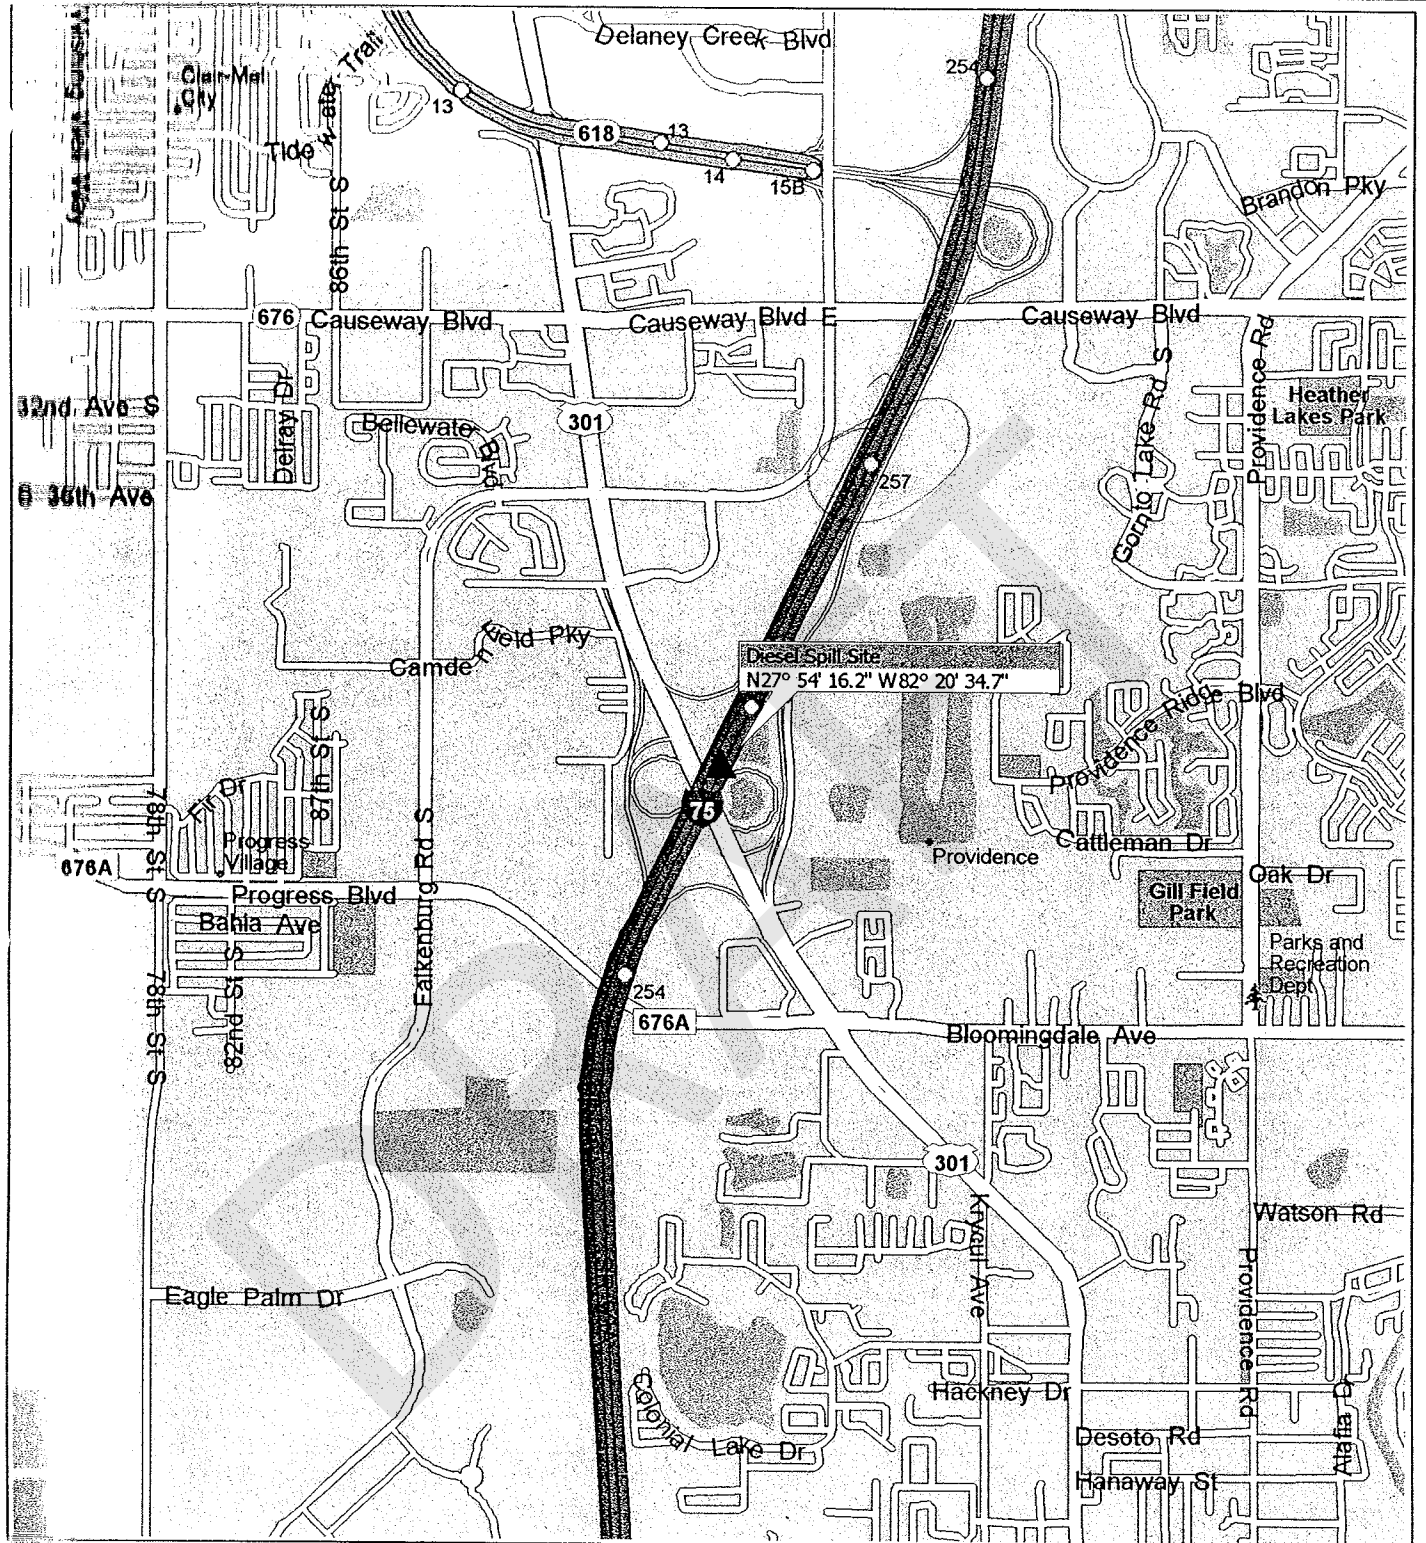 Delaney Creek Blvd
254
Clair-Mel
City
Tidewater Trail
13
618
13
14
15B
Brandon Pky
86th St S
676
Causeway Blvd
Causeway Blvd E
Causeway Blvd
Providence Rd
32nd Ave S
Delray Dr
Bellewater Blvd
301
Gornto Lake Rd S
Heather
Lakes Park
S 36th Ave
257
Camden Field Pky
Diesel Spill Site
N27° 54' 16.2" W82° 20' 34.7"
Providence Ridge Blvd
87th St S
78th St S
Fir Dr
Progress
Village
75
Falkenburg Rd S
Providence
Cattleman Dr
676A
Oak Dr
Progress Blvd
Gill Field
Park
Bahia Ave
Parks and
Recreation
Dept
78th St S
82nd St S
254
676A
Bloomingdale Ave
301
Krycul Ave
Watson Rd
Providence Rd
Eagle Palm Dr
Colonial Lake Dr
Hackney Dr
Alafia Dr
Desoto Rd
Hanaway St
DRAFT